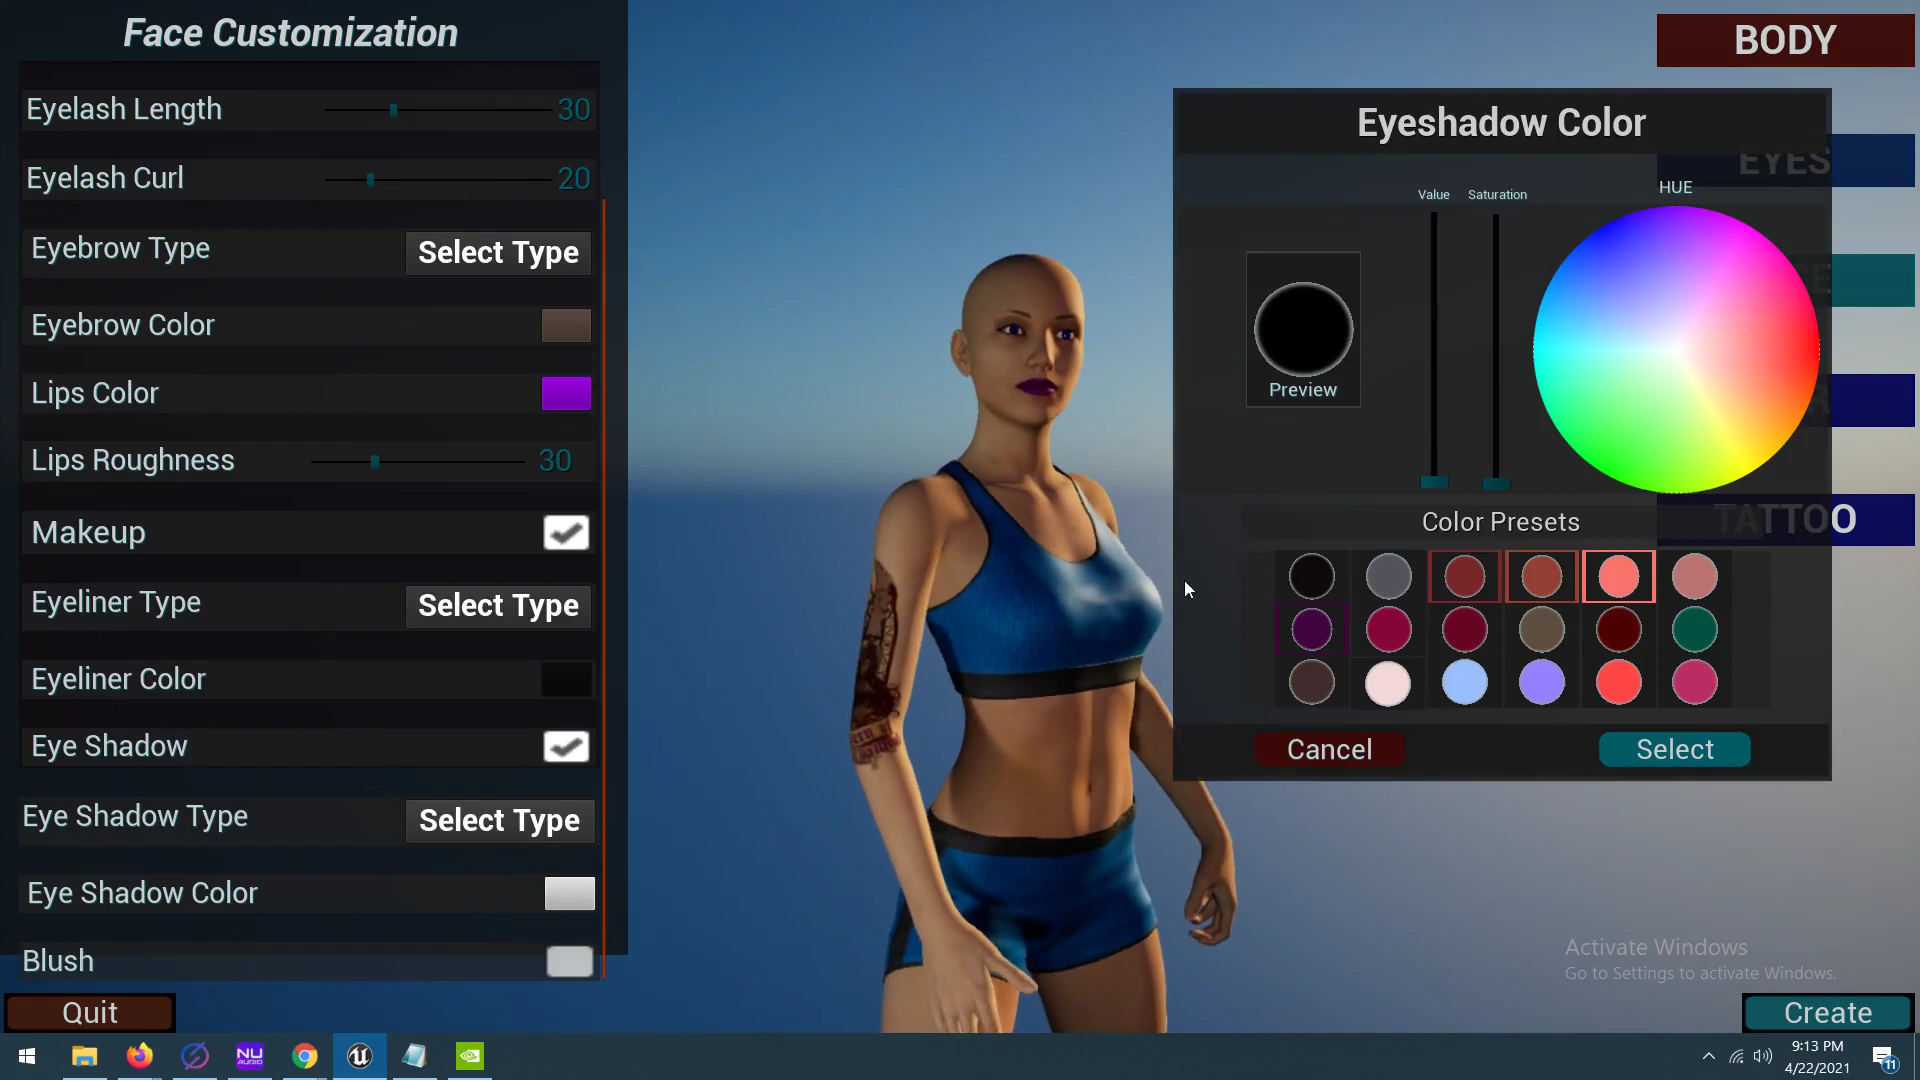 Face Customization
Eyelash Length 30
Eyelash Curl 20
Eyebrow Type Select Type
Eyebrow Color
Lips Color
Lips Roughness 30
Makeup
Eyeliner Type Select Type
Eyeliner Color
Eye Shadow
Eye Shadow Type Select Type
Eye Shadow Color
Blush
Quit
BODY
EYES
TATTOO
Eyeshadow Color
Value Saturation HUE
Preview
Color Presets
Cancel Select
Activate Windows
Go to Settings to activate Windows.
Create
NU
AUDIO
9:13 PM
4/22/2021
11